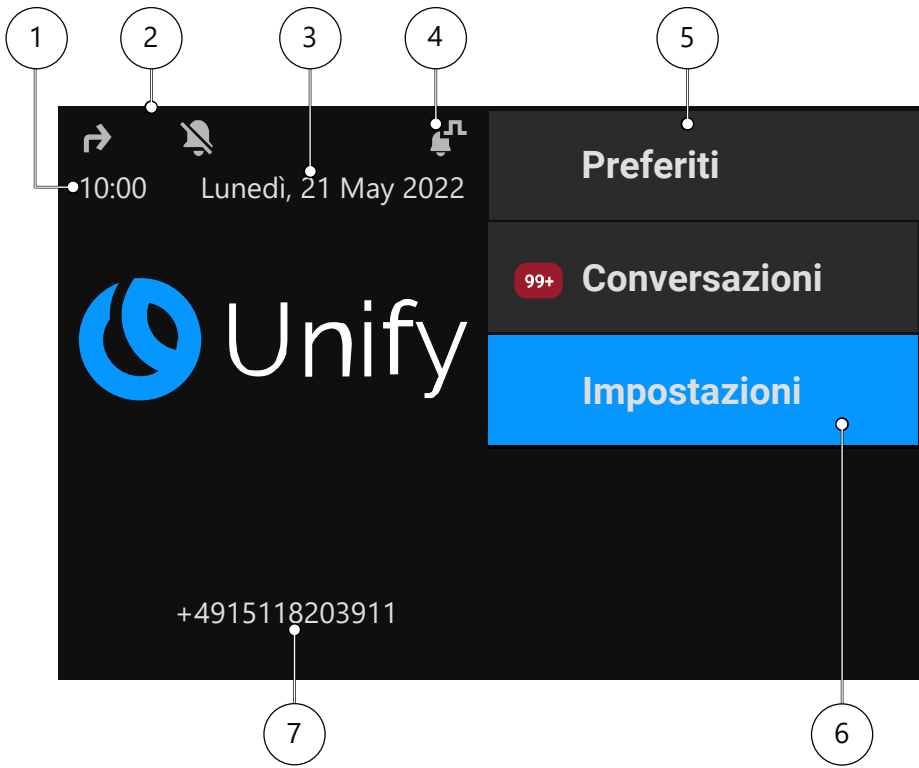 1 2 3 4 5
Preferiti
10:00 Lunedì, 21 May 2022
99+ Conversazioni
Unify
Impostazioni
+4915118203911
7 6